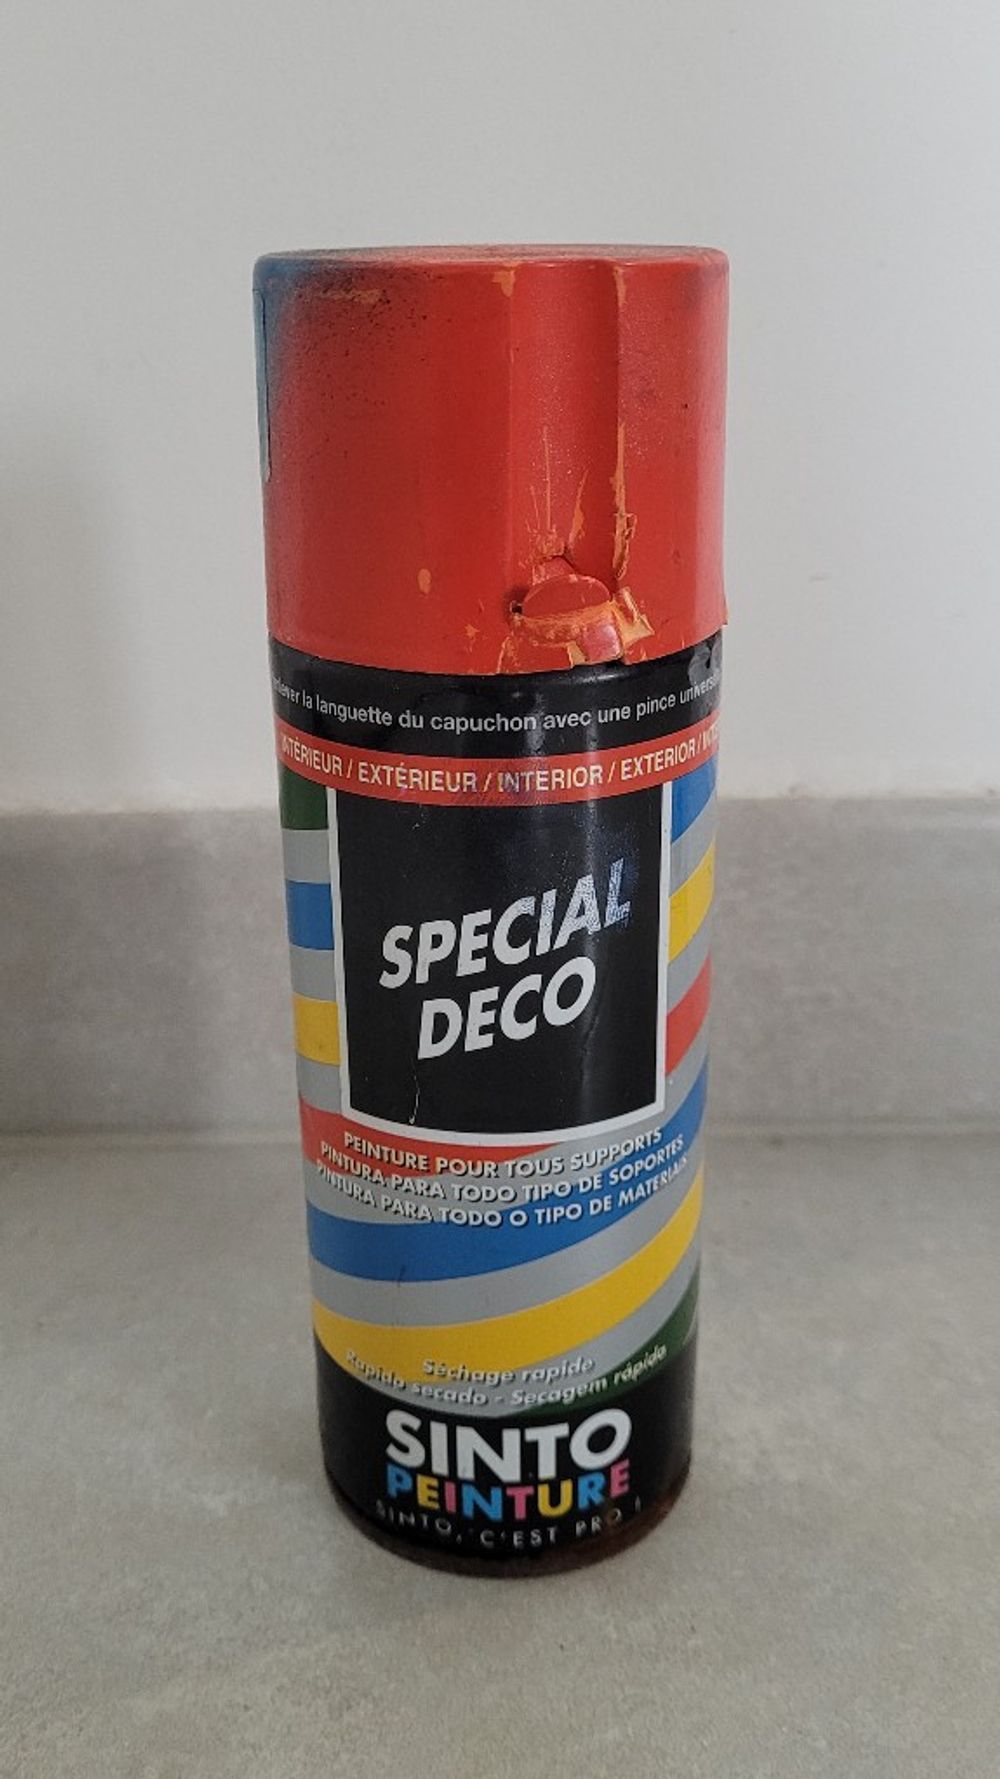 la languette du capuchon avec une pince
INTÉRIEUR / EXTÉRIEUR / INTERIOR / EXTERIOR /
SPECIAL
DECO
PEINTURE POUR TOUS SUPPORTS
PINTURA PARA TODO TIPO DE SOPORTES
PINTURA PARA TODO O TIPO DE MATERIAIS
Séchage rapide
Rapido secado - Secagem rápida
SINTO
PEINTURE
SINTO, C'EST PRO !